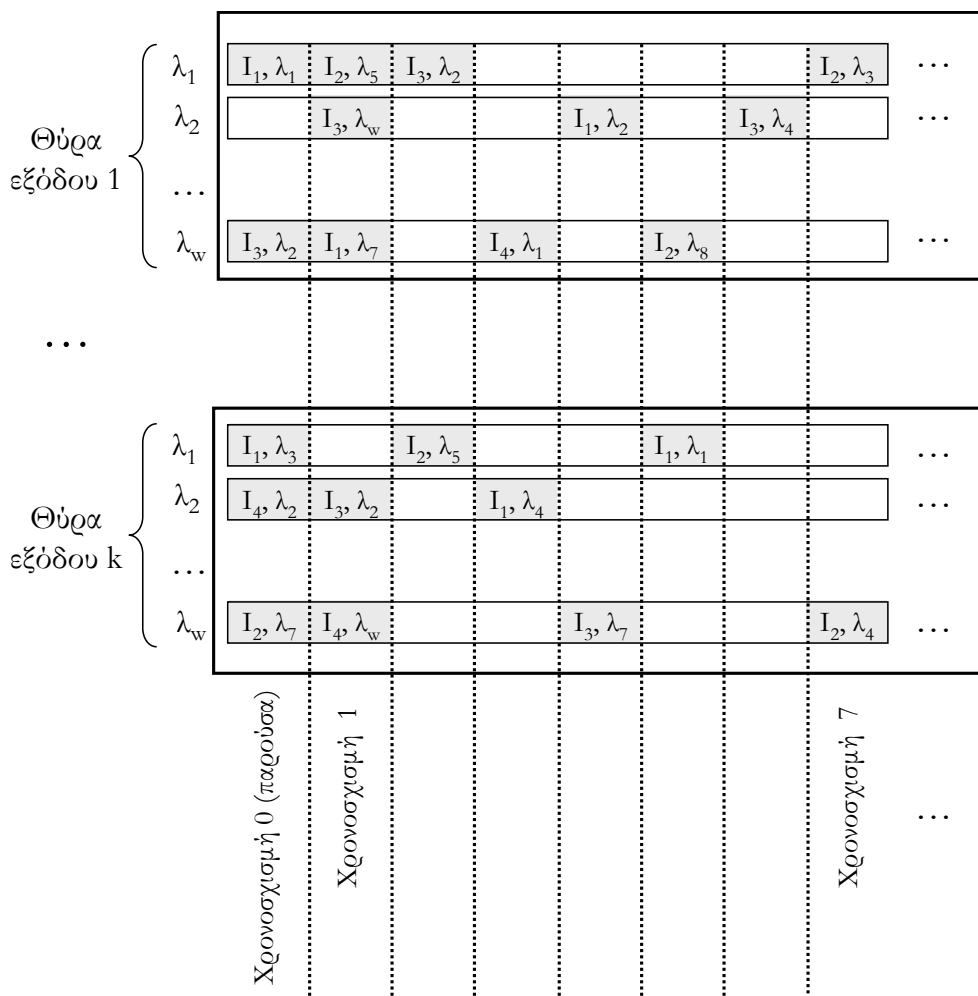 λ1 I1, λ1 I2, λ5 I3, λ2 I2, λ3 ...
λ2 I3, λw I1, λ2 I3, λ4 ...
Θύρα
εξόδου 1
...
λw I3, λ2 I1, λ7 I4, λ1 I2, λ8 ...
...
λ1 I1, λ3 I2, λ5 I1, λ1 ...
λ2 I4, λ2 I3, λ2 I1, λ4 ...
Θύρα
εξόδου k
...
λw I2, λ7 I4, λw I3, λ7 I2, λ4 ...
Χρονοσχισμή 0 (παρούσα)
Χρονοσχισμή 1
Χρονοσχισμή 7
...